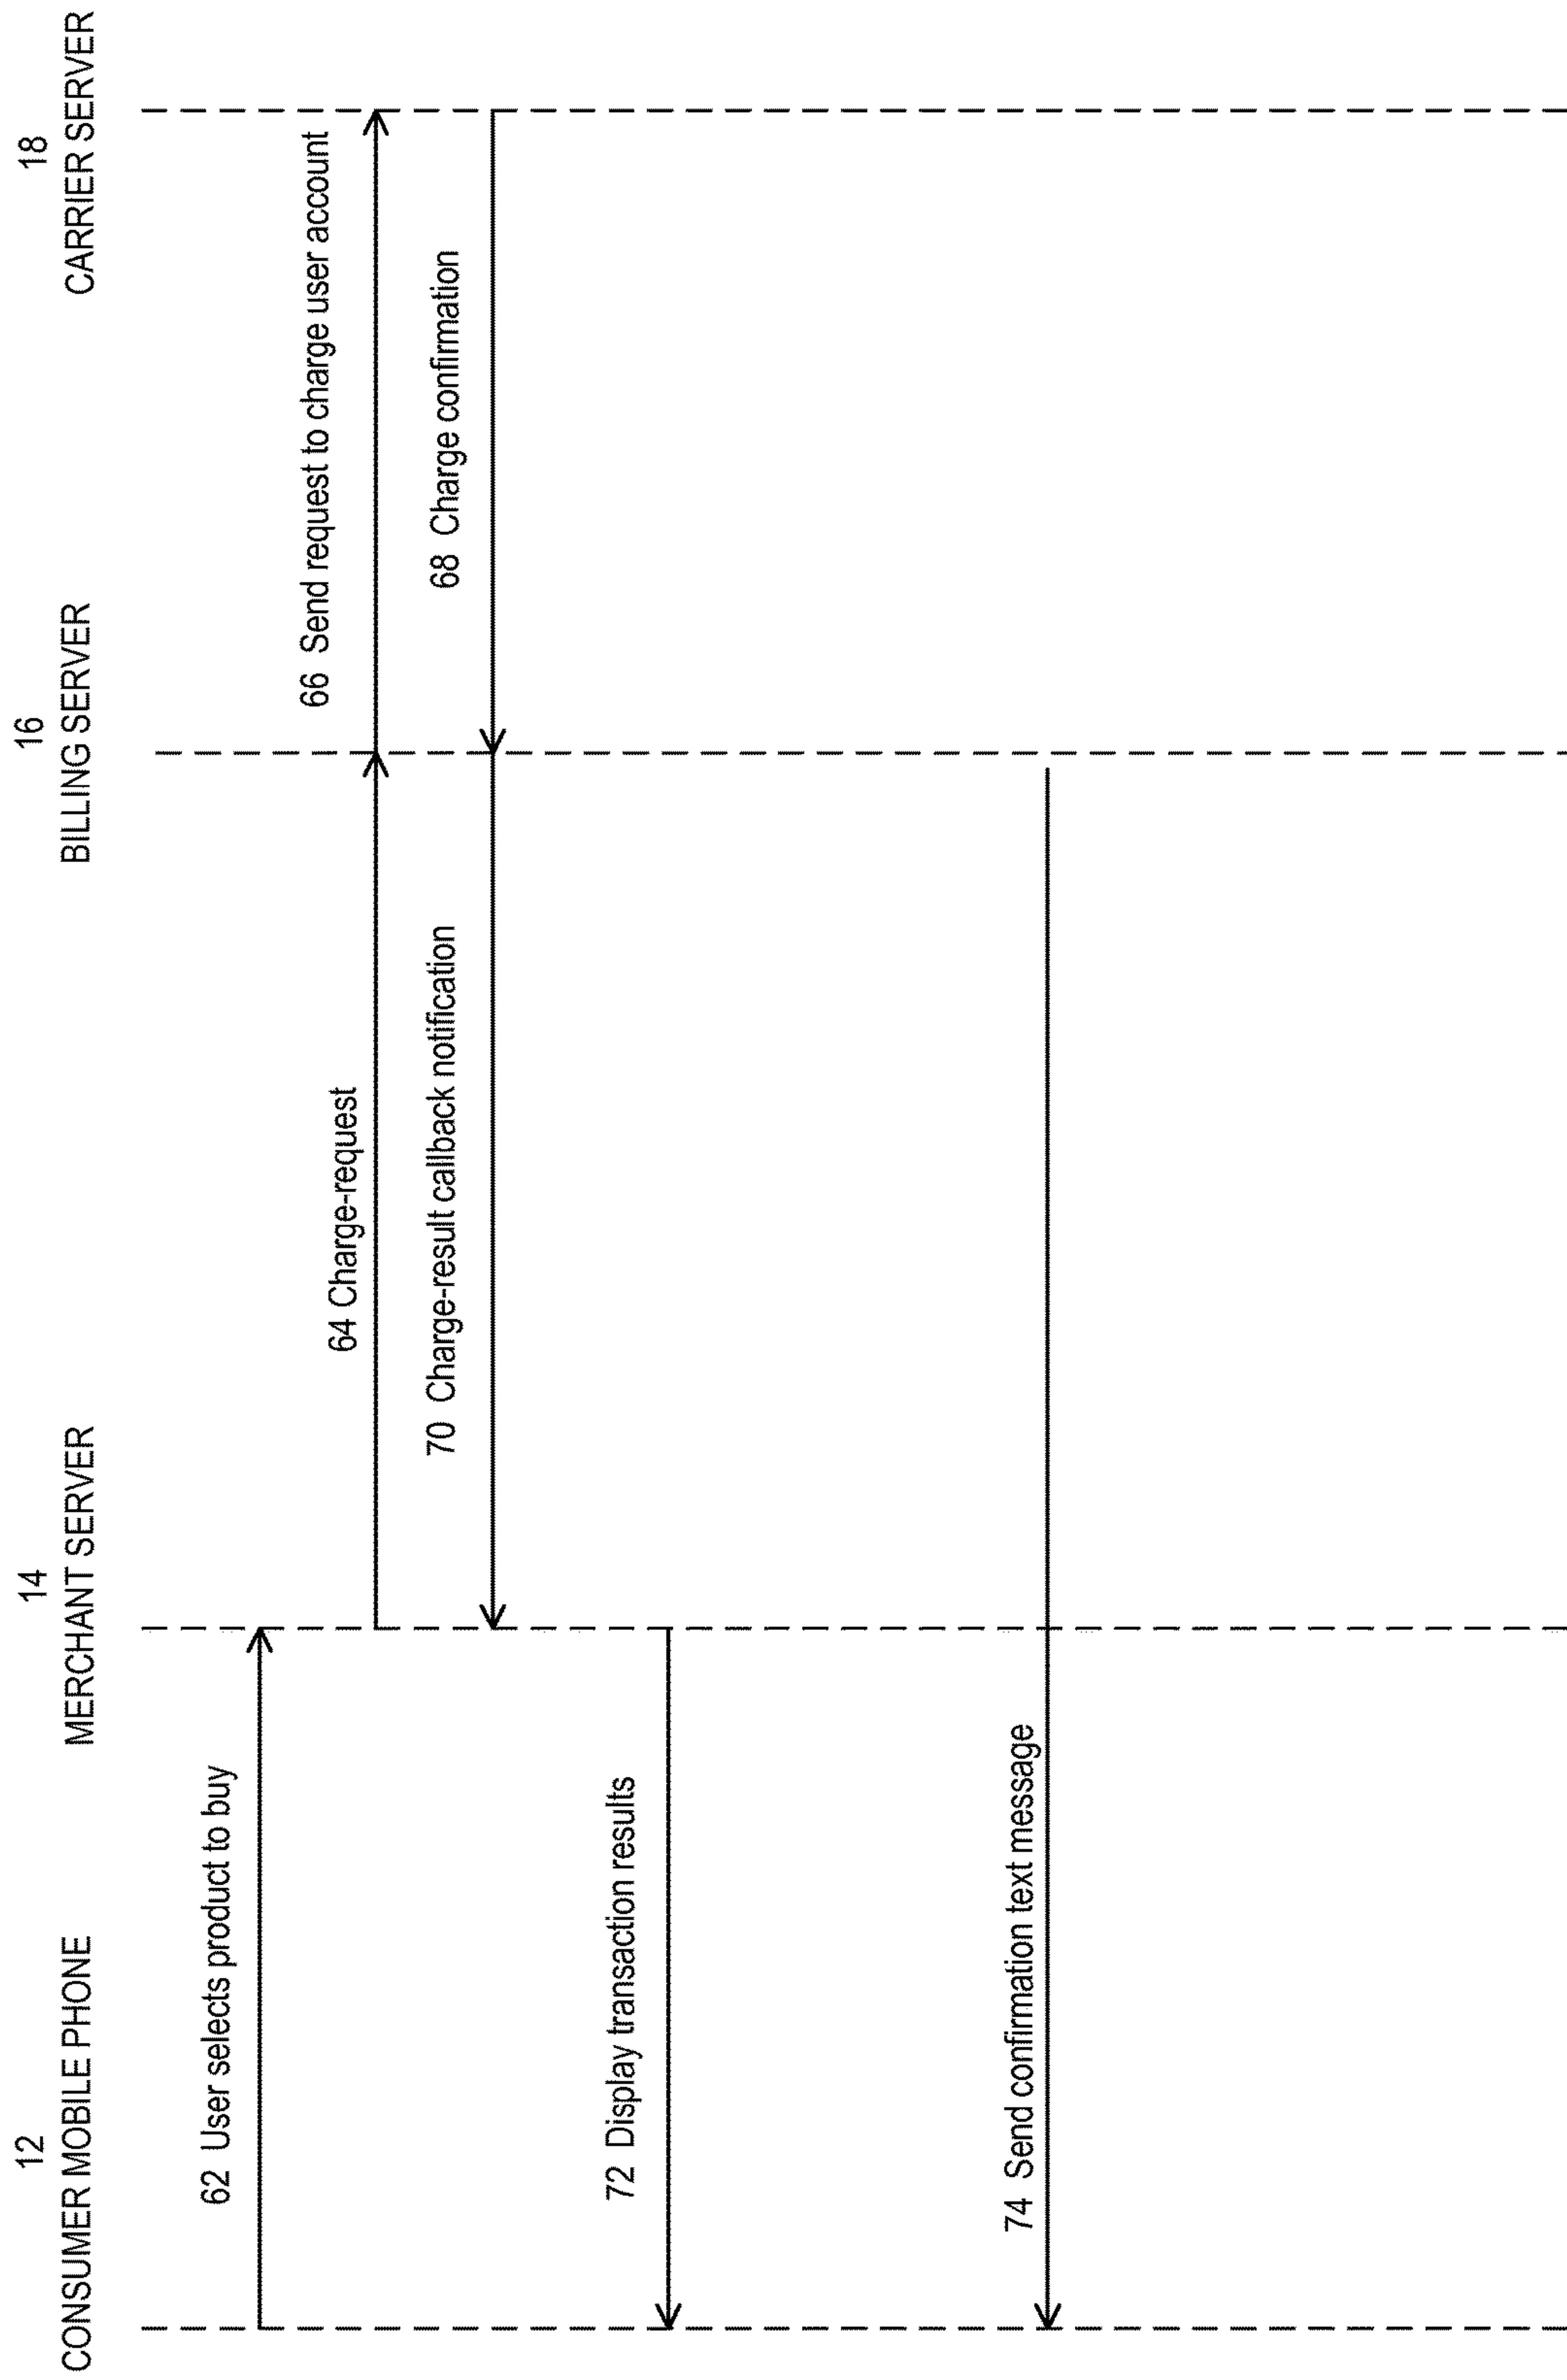 12
CONSUMER MOBILE PHONE
14
MERCHANT SERVER
16
BILLING SERVER
18
CARRIER SERVER
62 User selects product to buy
64 Charge-request
66 Send request to charge user account
68 Charge confirmation
70 Charge-result callback notification
72 Display transaction results
74 Send confirmation text message